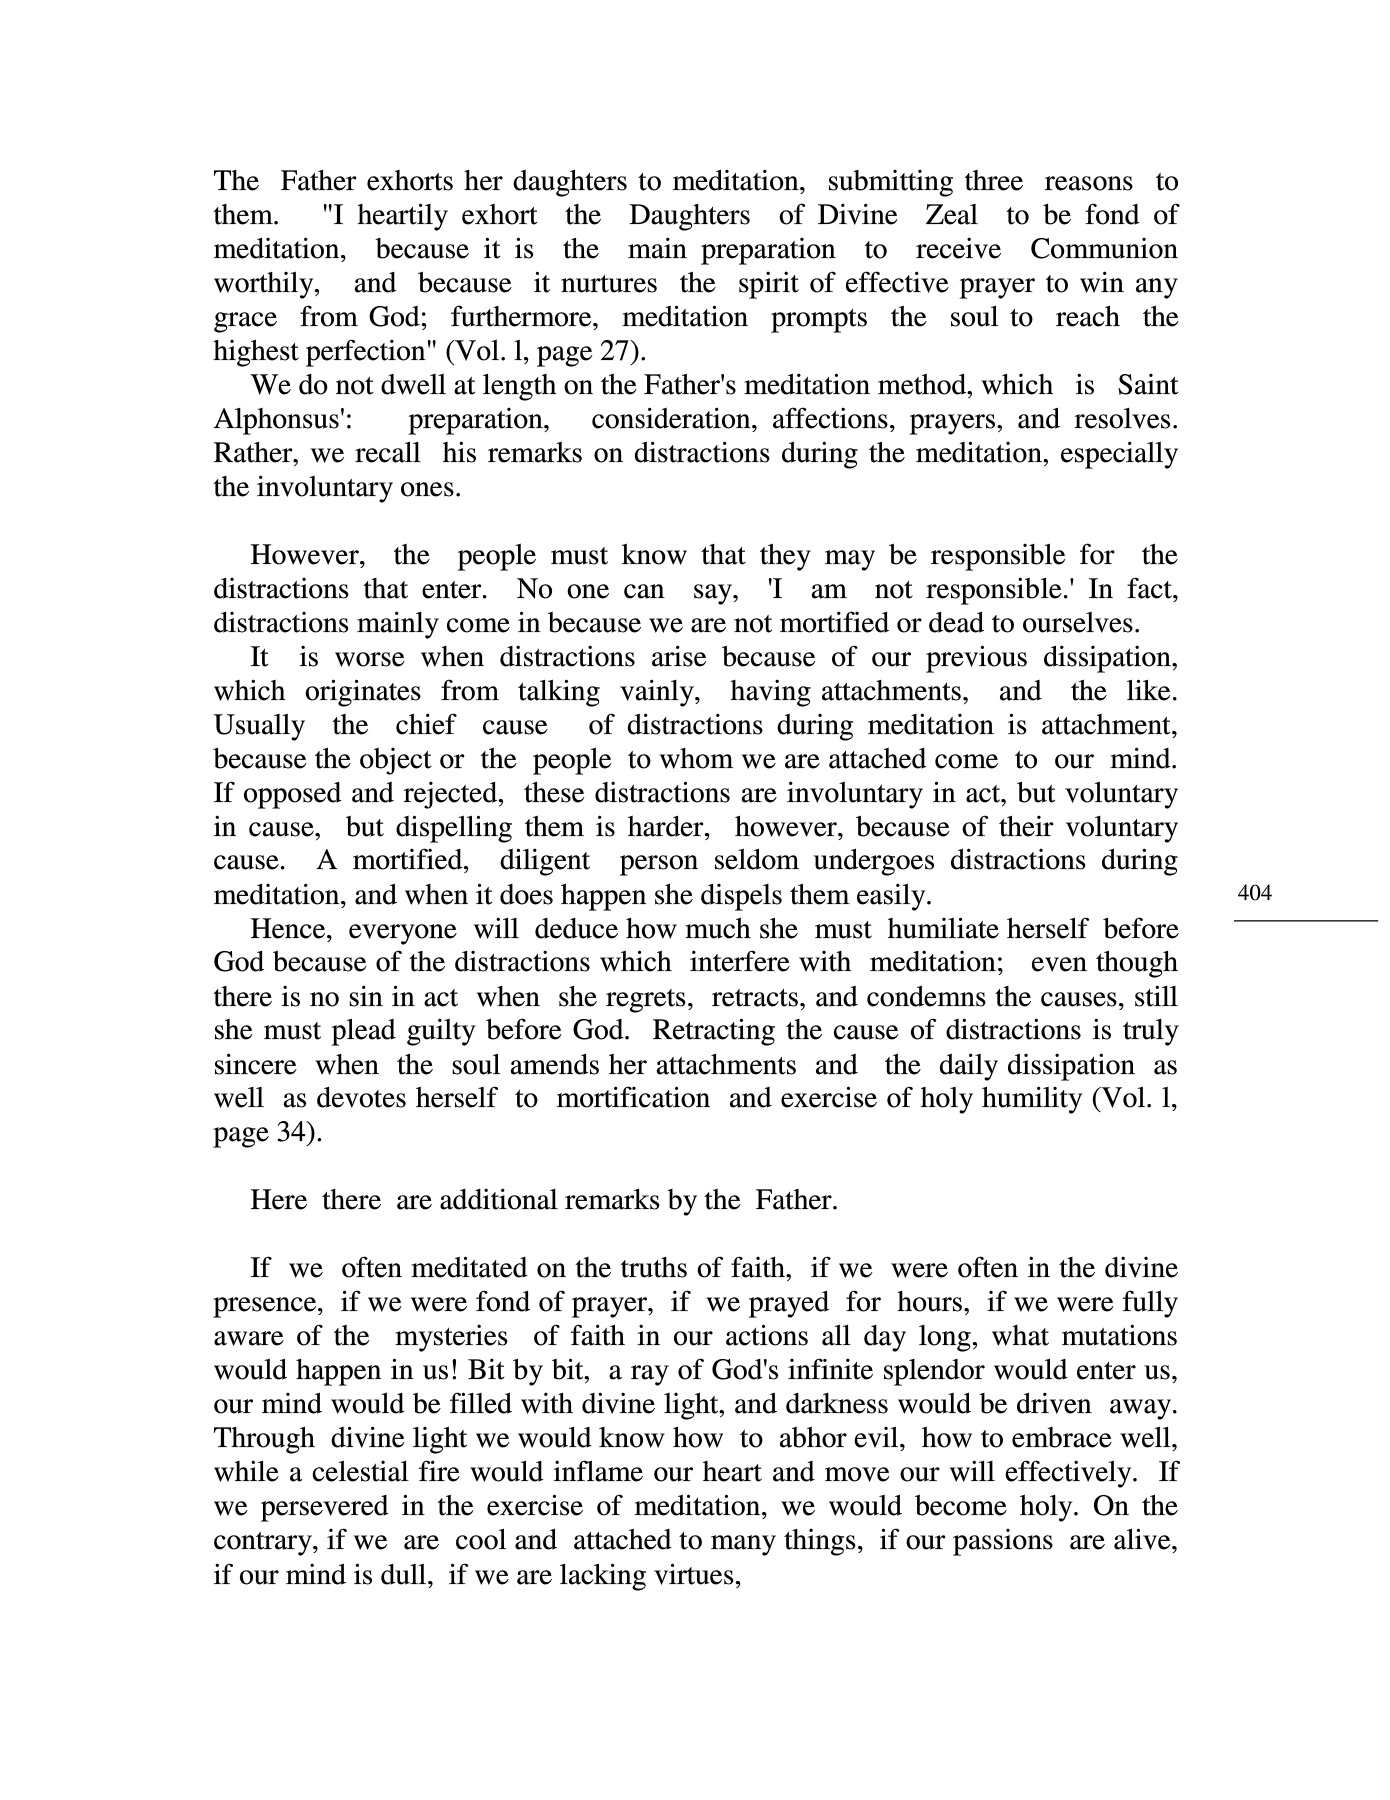 The Father exhorts her daughters to meditation, submitting three reasons to
them. "I heartily exhort the Daughters of Divine Zeal to be fond of
meditation, because it is the main preparation to receive Communion
worthily, and because it nurtures the spirit of effective prayer to win any
grace from God; furthermore, meditation prompts the soul to reach the
highest perfection" (Vol. l, page 27).
We do not dwell at length on the Father's meditation method, which is Saint
Alphonsus': preparation, consideration, affections, prayers, and resolves.
Rather, we recall his remarks on distractions during the meditation, especially
the involuntary ones.
However, the people must know that they may be responsible for the
distractions that enter. No one can say, 'I am not responsible.' In fact,
distractions mainly come in because we are not mortified or dead to ourselves.
It is worse when distractions arise because of our previous dissipation,
which originates from talking vainly, having attachments, and the like.
Usually the chief cause of distractions during meditation is attachment,
because the object or the people to whom we are attached come to our mind.
If opposed and rejected, these distractions are involuntary in act, but voluntary
in cause, but dispelling them is harder, however, because of their voluntary
cause. A mortified, diligent person seldom undergoes distractions during
meditation, and when it does happen she dispels them easily.
404
Hence, everyone will deduce how much she must humiliate herself before
God because of the distractions which interfere with meditation; even though
there is no sin in act when she regrets, retracts, and condemns the causes, still
she must plead guilty before God. Retracting the cause of distractions is truly
sincere when the soul amends her attachments and the daily dissipation as
well as devotes herself to mortification and exercise of holy humility (Vol. l,
page 34).
Here there are additional remarks by the Father.
If we often meditated on the truths of faith, if we were often in the divine
presence, if we were fond of prayer, if we prayed for hours, if we were fully
aware of the mysteries of faith in our actions all day long, what mutations
would happen in us! Bit by bit, a ray of God's infinite splendor would enter us,
our mind would be filled with divine light, and darkness would be driven away.
Through divine light we would know how to abhor evil, how to embrace well,
while a celestial fire would inflame our heart and move our will effectively. If
we persevered in the exercise of meditation, we would become holy. On the
contrary, if we are cool and attached to many things, if our passions are alive,
if our mind is dull, if we are lacking virtues,